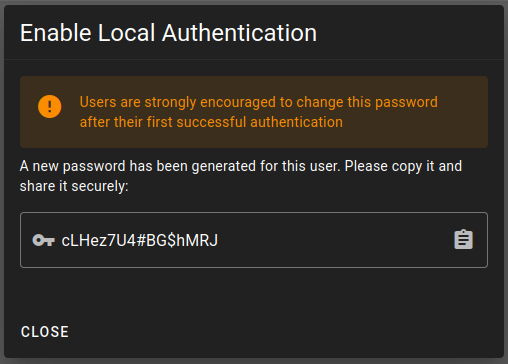 Enable Local Authentication
Users are strongly encouraged to change this password
after their first successful authentication
A new password has been generated for this user. Please copy it and
share it securely:
cLHez7U4#BG$hMRJ
CLOSE